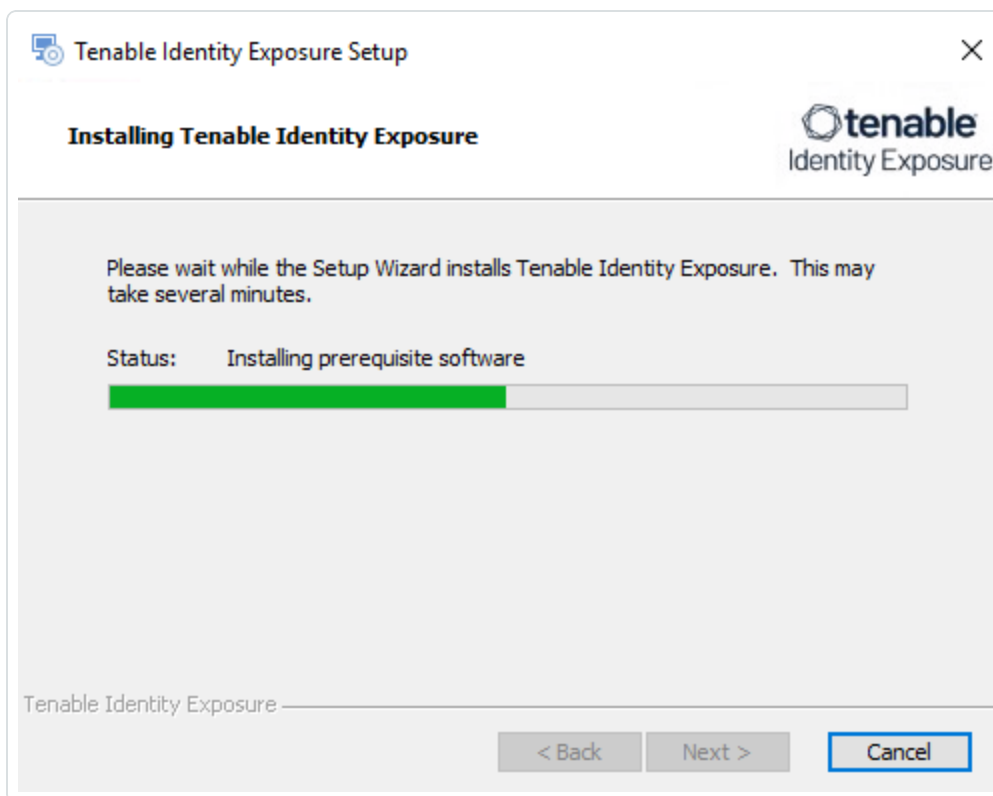 Tenable Identity Exposure Setup
Installing Tenable Identity Exposure
tenable
Identity Exposure
Please wait while the Setup Wizard installs Tenable Identity Exposure. This may
take several minutes.
Status: Installing prerequisite software
Tenable Identity Exposure
< Back Next > Cancel